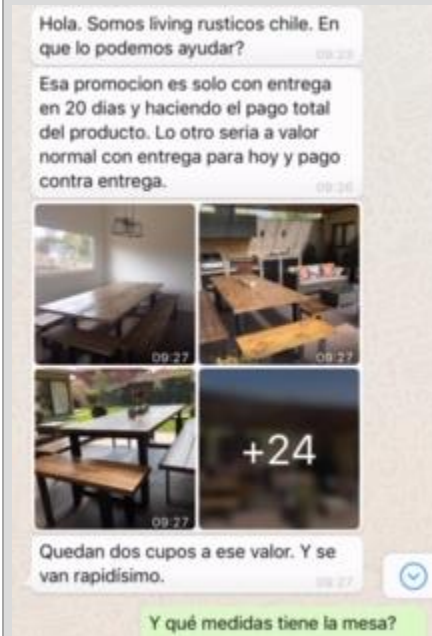 Hola. Somos living rusticos chile. En
que lo podemos ayudar?
09:23
Esa promocion es solo con entrega
en 20 dias y haciendo el pago total
del producto. Lo otro seria a valor
normal con entrega para hoy y pago
contra entrega.
09:26
09:27
09:27
09:27
+24
Quedan dos cupos a ese valor. Y se
van rapidísimo.
09:27
Y qué medidas tiene la mesa?